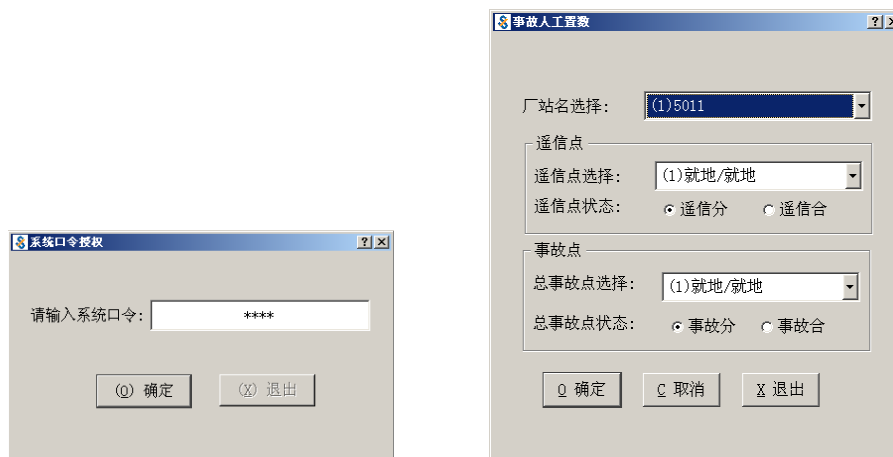 系统口令授权
请输入系统口令:
****
(O) 确定
(X) 退出
事故人工置数
厂站名选择:
(1)5011
遥信点
遥信点选择:
(1)就地/就地
遥信点状态:
遥信分
遥信合
事故点
总事故点选择:
(1)就地/就地
总事故点状态:
事故分
事故合
O 确定
C 取消
X 退出